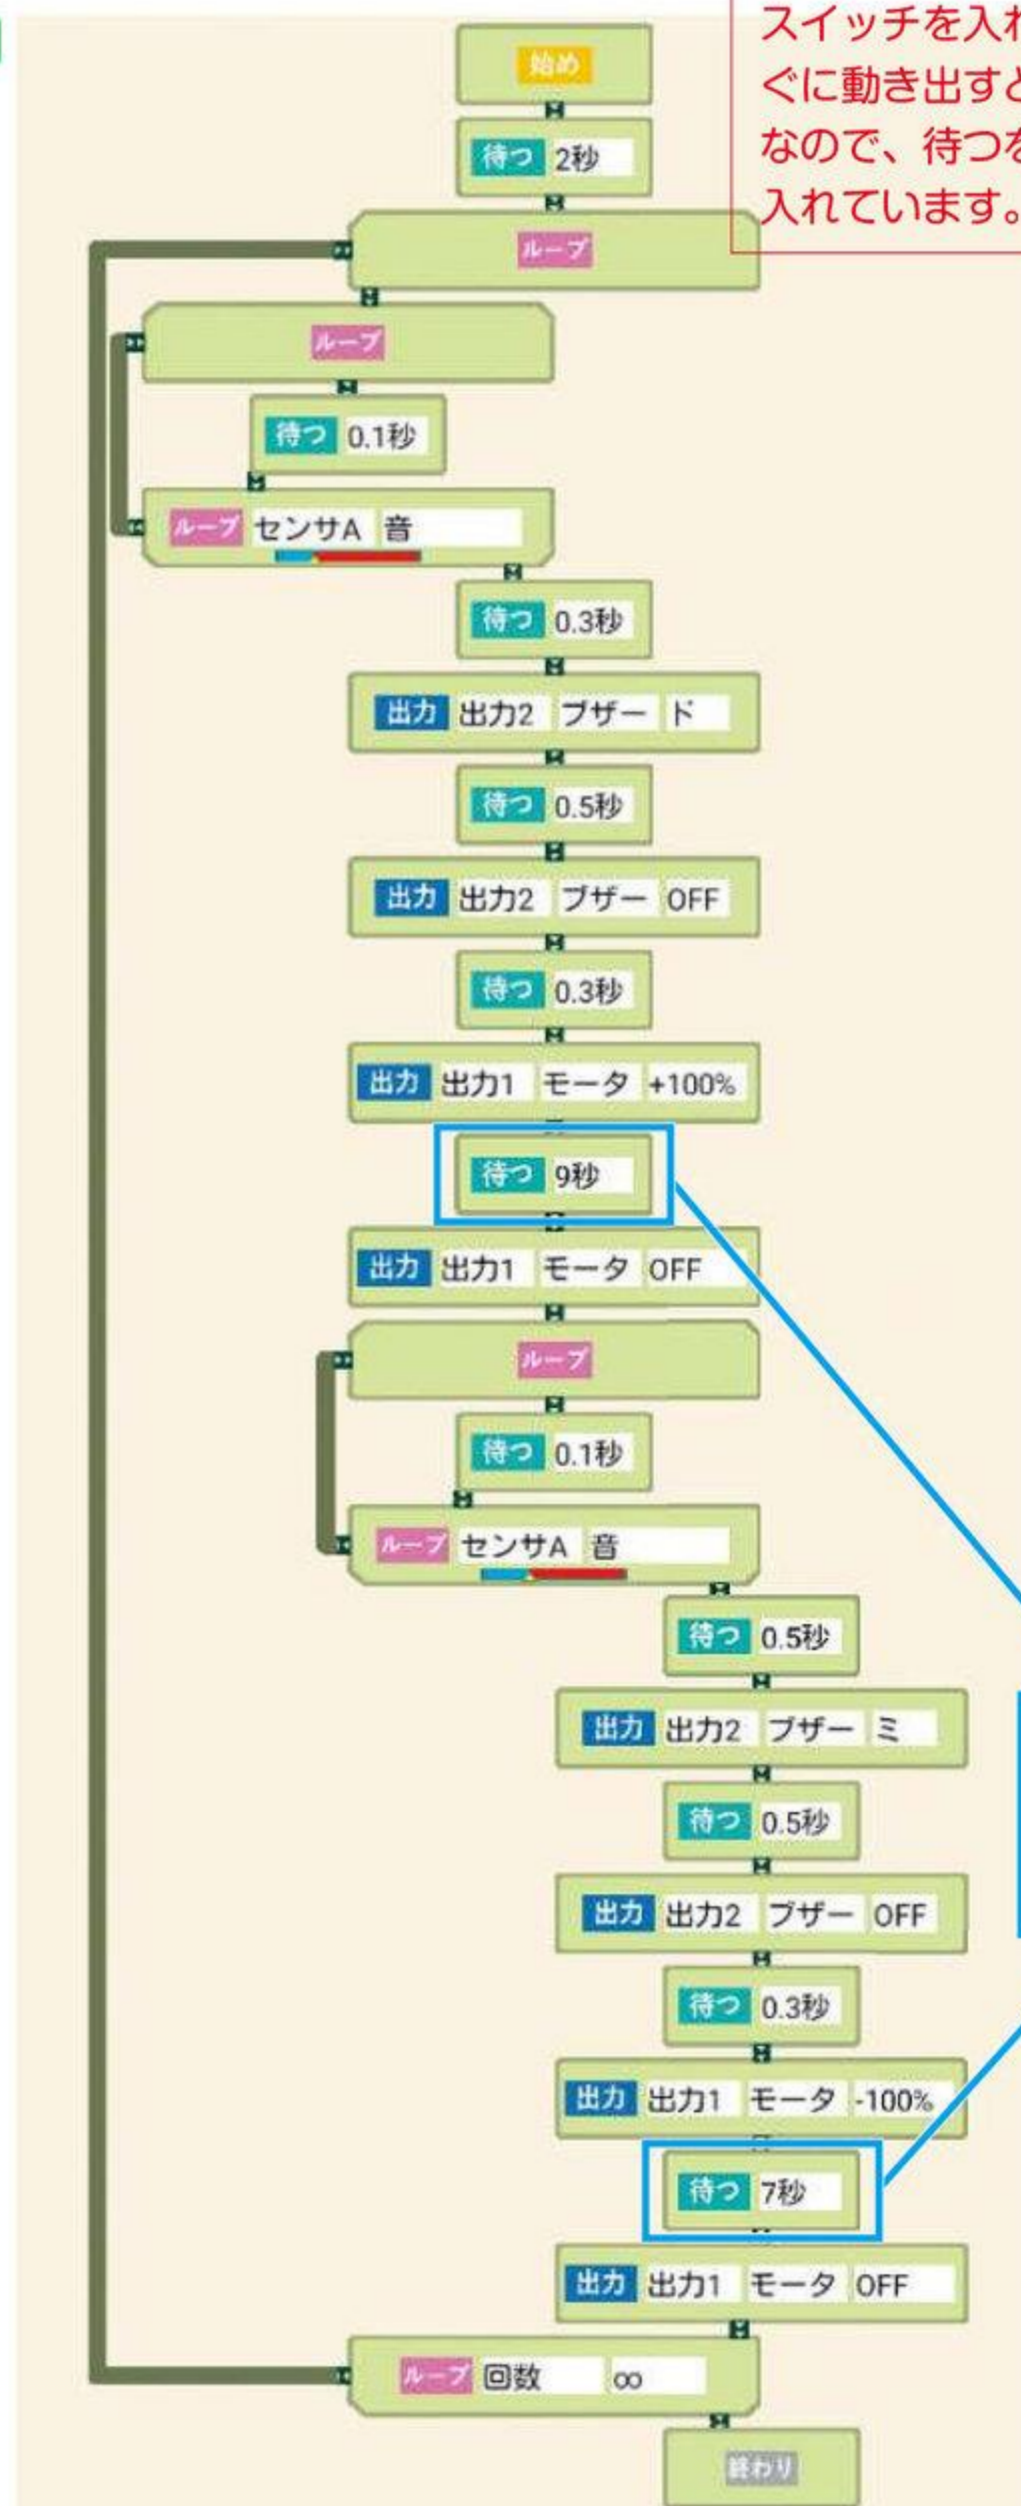 スイッチを入れ
ぐに動き出すと
なので、待つを
入れています。
始め
待つ 2秒
ループ
ループ
待つ 0.1秒
ループ センサA 音
待つ 0.3秒
出力 出力2 ブザー ド
待つ 0.5秒
出力 出力2 ブザー OFF
待つ 0.3秒
出力 出力1 モータ +100%
待つ 9秒
出力 出力1 モータ OFF
ループ
待つ 0.1秒
ループ センサA 音
待つ 0.5秒
出力 出力2 ブザー ミ
待つ 0.5秒
出力 出力2 ブザー OFF
待つ 0.3秒
出力 出力1 モータ -100%
待つ 7秒
出力 出力1 モータ OFF
ループ 回数 ∞
終わり